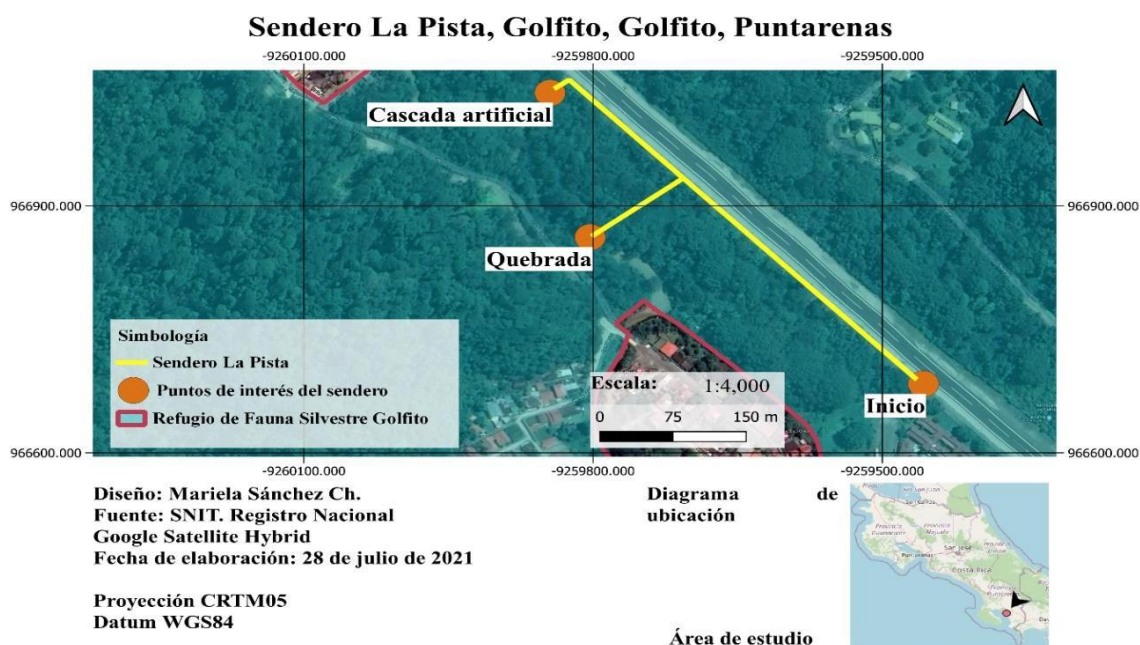 Sendero La Pista, Golfito, Golfito, Puntarenas
-9260100.000 -9259800.000 -9259500.000
Cascada artificial
966900.000 966900.000
Quebrada
Simbología
Sendero La Pista
Puntos de interés del sendero
Refugio de Fauna Silvestre Golfito
Escala: 1:4,000
0 75 150 m
Inicio
966600.000 966600.000
-9260100.000 -9259800.000 -9259500.000
Diseño: Mariela Sánchez Ch.
Fuente: SNIT. Registro Nacional
Google Satellite Hybrid
Fecha de elaboración: 28 de julio de 2021
Proyección CRTM05
Datum WGS84
Diagrama de
ubicación
San José
Costa Rica
Área de estudio